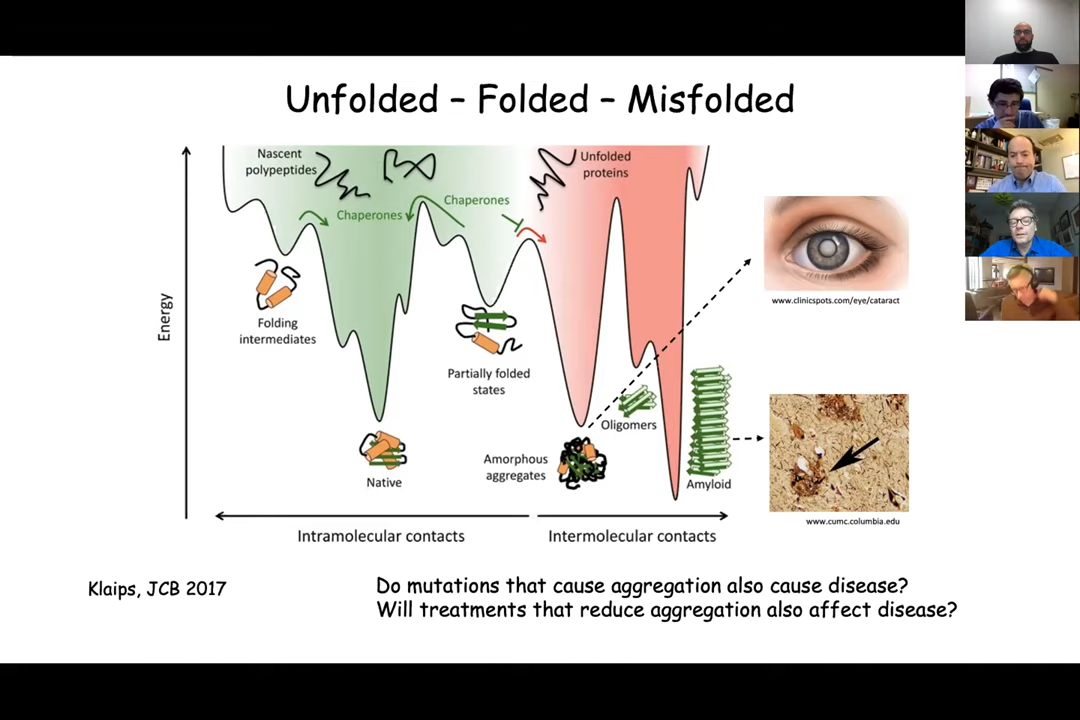 Unfolded – Folded – Misfolded
Nascent
polypeptides
Unfolded
proteins
Chaperones
Chaperones
Energy
Folding
intermediates
Partially folded
states
Native
Amorphous
aggregates
Oligomers
Amyloid
www.clinicspots.com/eye/cataract
www.cumc.columbia.edu
Intramolecular contacts
Intermolecular contacts
Klaips, JCB 2017
Do mutations that cause aggregation also cause disease?
Will treatments that reduce aggregation also affect disease?